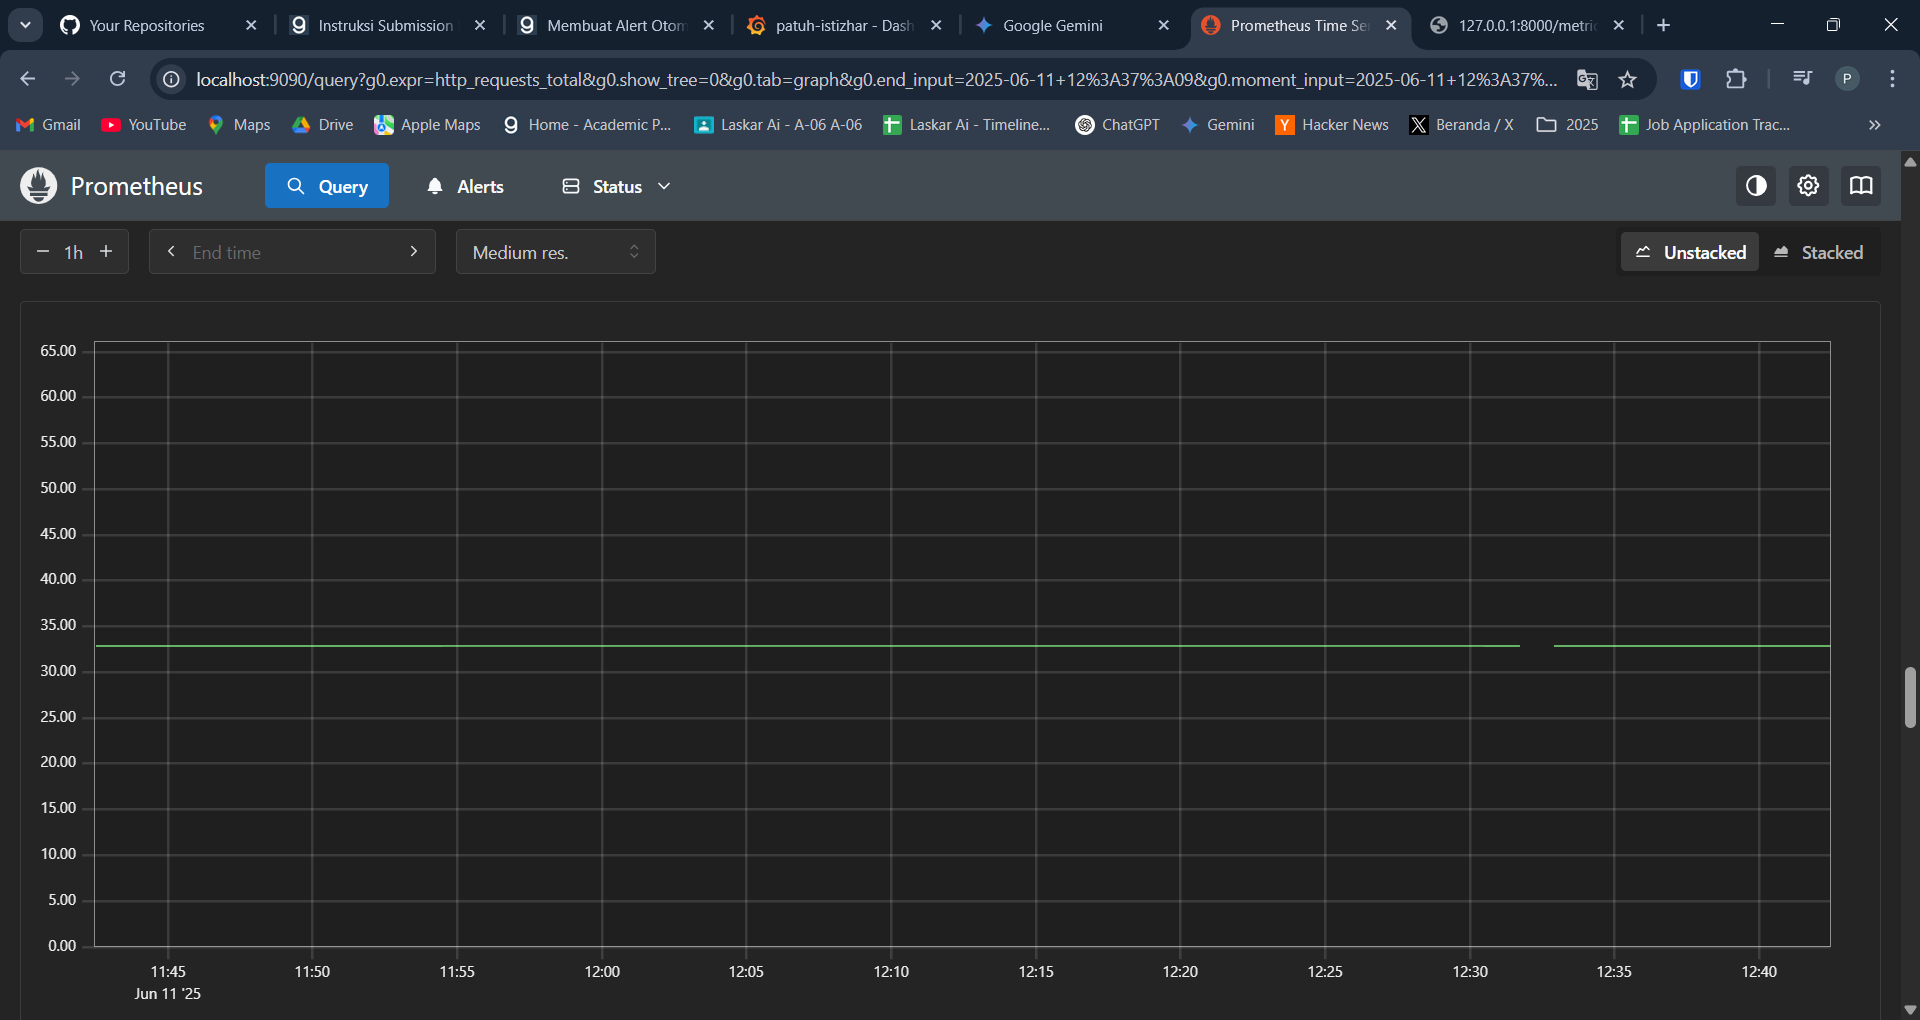 Your Repositories
Instruksi Submission
Membuat Alert Otom
patuh-istizhar - Dash
Google Gemini
Prometheus Time Se
127.0.0.1:8000/metri
localhost:9090/query?g0.expr=http_requests_total&g0.show_tree=0&g0.tab=graph&g0.end_input=2025-06-11+12%3A37%3A09&g0.moment_input=2025-06-11+12%3A37%...
P
Gmail
YouTube
Maps
Drive
Apple Maps
Home - Academic P...
Laskar Ai - A-06 A-06
Laskar Ai - Timeline...
ChatGPT
Gemini
Hacker News
Beranda / X
2025
Job Application Trac...
Prometheus
Query
Alerts
Status
1h
End time
Medium res.
Unstacked
Stacked
65.00
60.00
55.00
50.00
45.00
40.00
35.00
30.00
25.00
20.00
15.00
10.00
5.00
0.00
11:45
11:50
11:55
12:00
12:05
12:10
12:15
12:20
12:25
12:30
12:35
12:40
Jun 11 '25